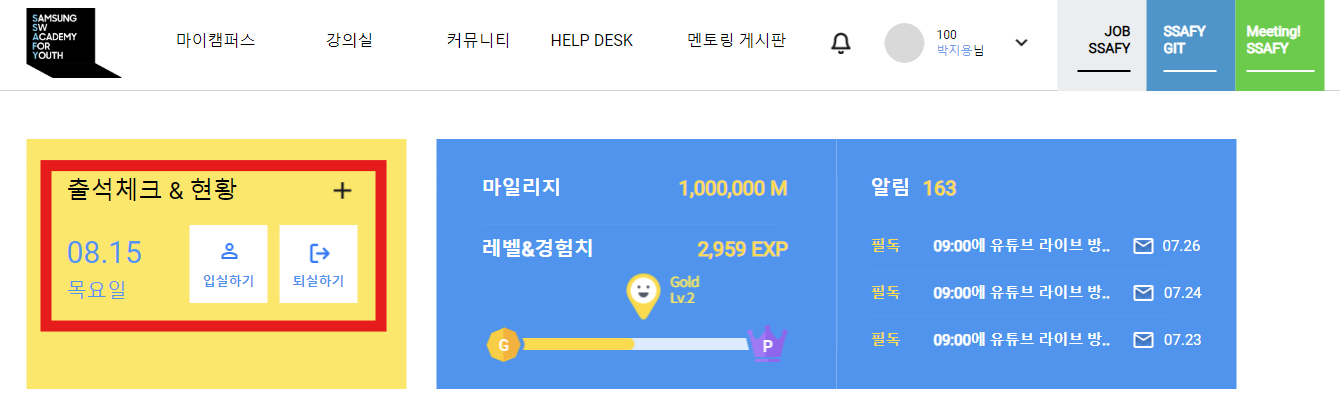 SAMSUNG
SW
ACADEMY
FOR
YOUTH
마이캠퍼스
강의실
커뮤니티
HELP DESK
멘토링 게시판
100
박지용님
JOB
SSAFY
SSAFY
GIT
Meeting!
SSAFY
출석체크 & 현황
08.15
목요일
입실하기
퇴실하기
마일리지 1,000,000 M
레벨&경험치 2,959 EXP
Gold
Lv.2
G
P
알림 163
필독 09:00에 유튜브 라이브 방.. 07.26
필독 09:00에 유튜브 라이브 방.. 07.24
필독 09:00에 유튜브 라이브 방.. 07.23